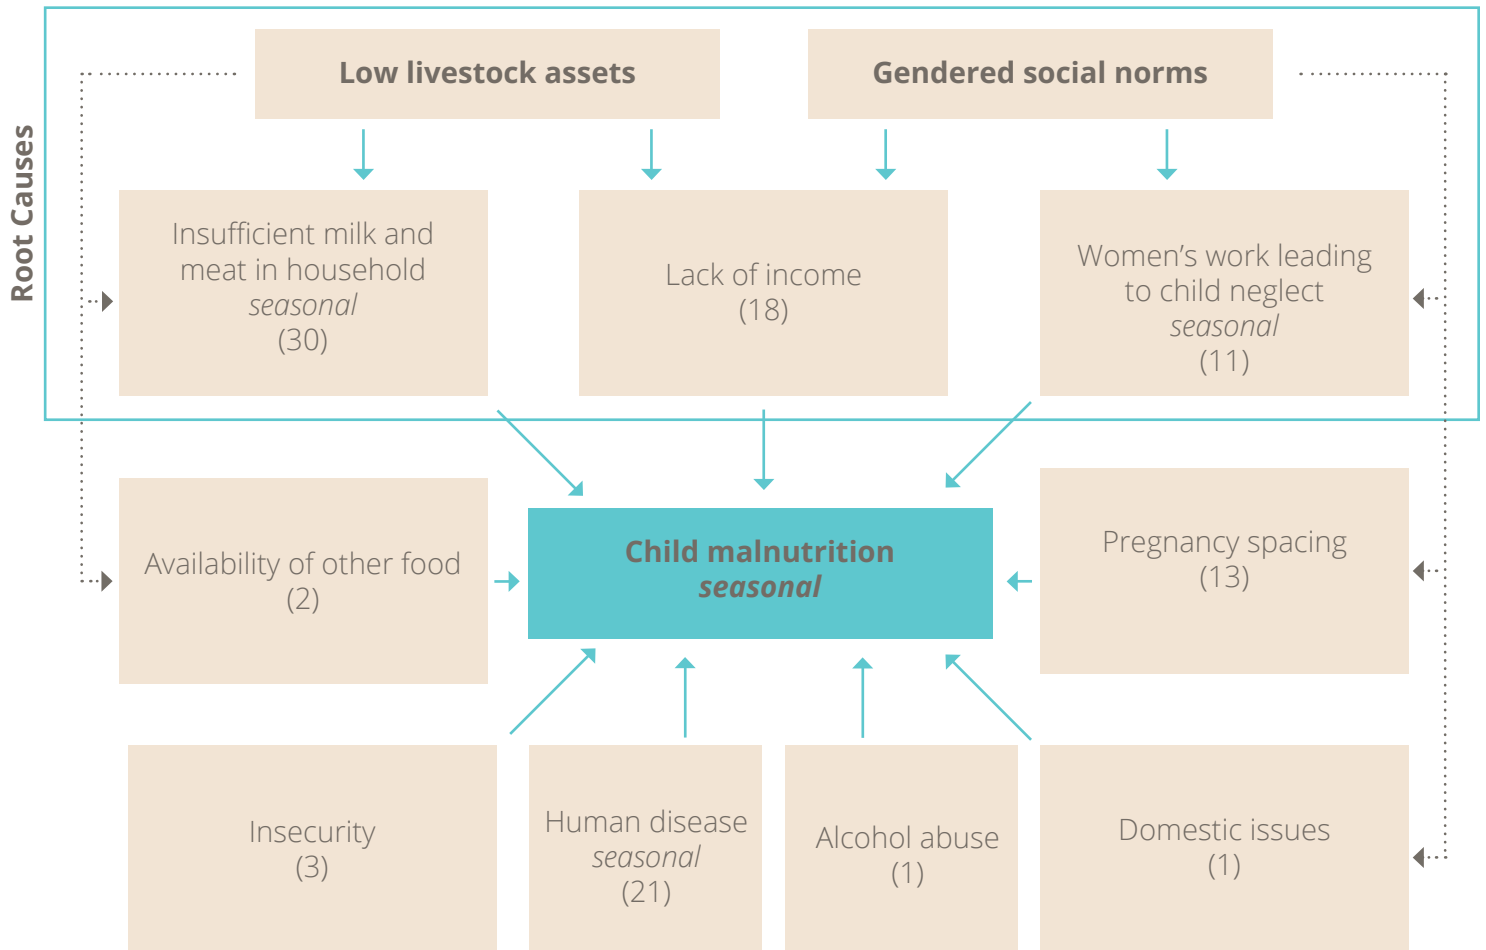 Root Causes
Low livestock assets
Gendered social norms
Insufficient milk and
meat in household
seasonal
(30)
Lack of income
(18)
Women’s work leading
to child neglect
seasonal
(11)
Availability of other food
(2)
Child malnutrition
seasonal
Pregnancy spacing
(13)
Insecurity
(3)
Human disease
seasonal
(21)
Alcohol abuse
(1)
Domestic issues
(1)